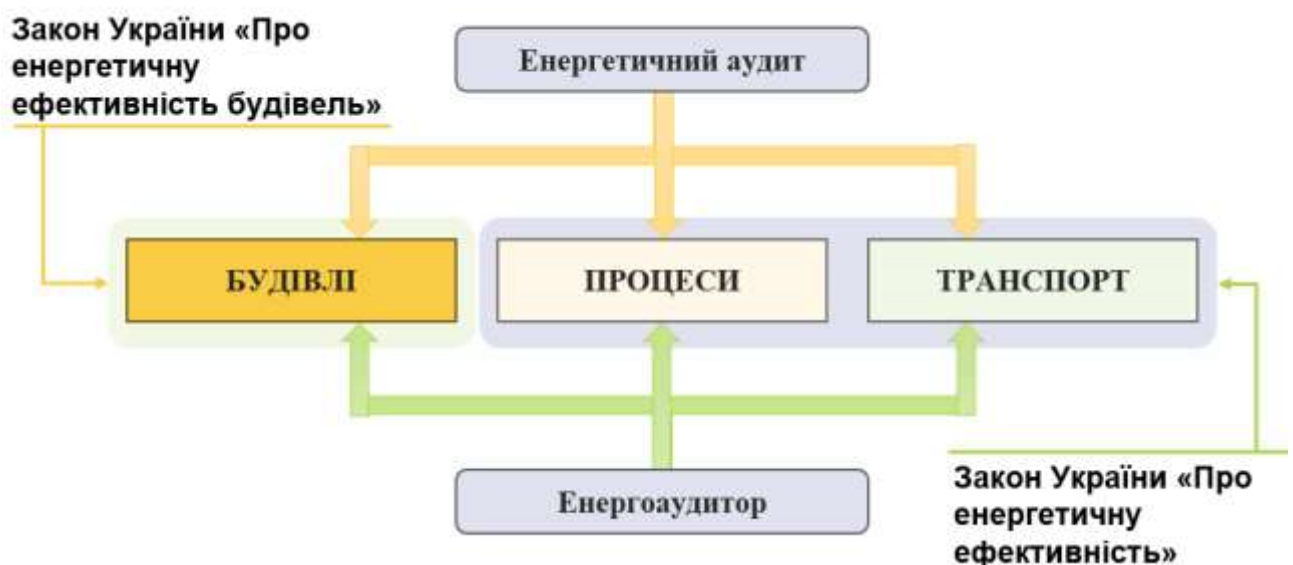 Закон України «Про
енергетичну
ефективність будівель»
Енергетичний аудит
БУДІВЛІ
ПРОЦЕСИ
ТРАНСПОРТ
Енергоаудитор
Закон України «Про
енергетичну
ефективність»